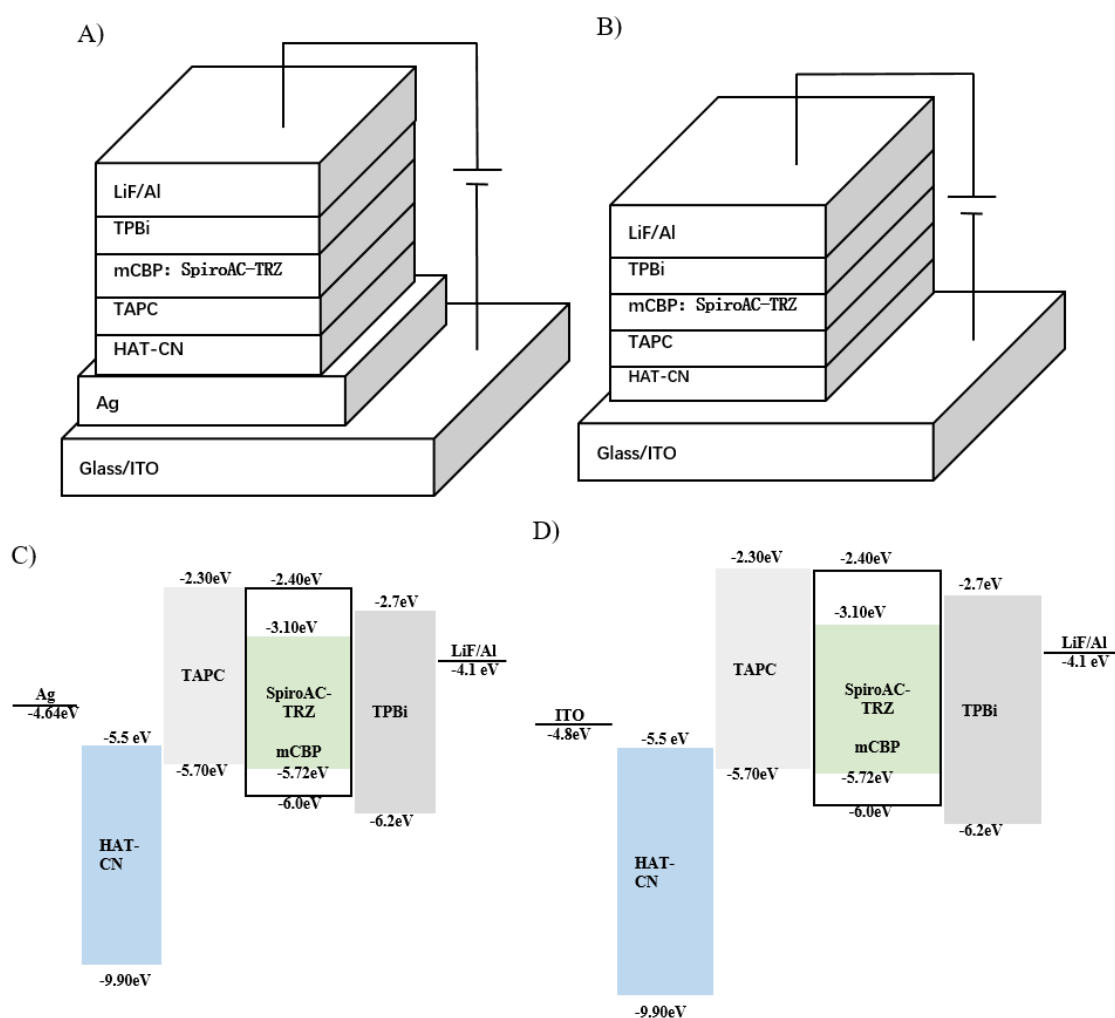 A)
LiF/Al
TPBi
mCBP: SpiroAC-TRZ
TAPC
HAT-CN
Ag
Glass/ITO
B)
LiF/Al
TPBi
mCBP: SpiroAC-TRZ
TAPC
HAT-CN
Glass/ITO
C)
-2.30eV
-2.40eV
-2.7eV
-3.10eV
LiF/Al
-4.1 eV
TAPC
SpiroAC-
TRZ
TPBi
Ag
-4.64eV
-5.5 eV
mCBP
-5.70eV
-5.72eV
-6.0eV
-6.2eV
HAT-
CN
-9.90eV
D)
-2.30eV
-2.40eV
-2.7eV
-3.10eV
LiF/Al
-4.1 eV
TAPC
SpiroAC-
TRZ
TPBi
ITO
-4.8eV
-5.5 eV
mCBP
-5.70eV
-5.72eV
-6.0eV
-6.2eV
HAT-
CN
-9.90eV